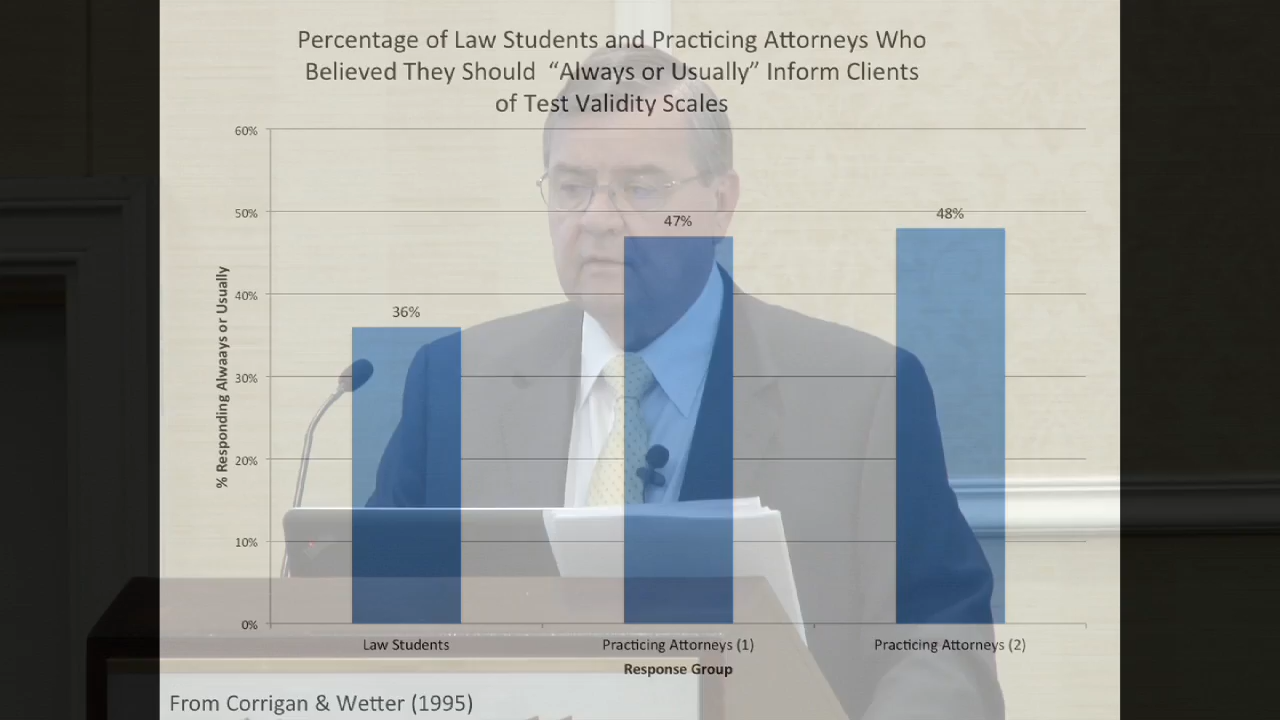 Percentage of Law Students and Practicing Attorneys Who
Believed They Should “Always or Usually” Inform Clients
of Test Validity Scales
60%
50%
40%
30%
20%
10%
0%
% Responding Alwaays or Usually
36%
47%
48%
Law Students
Practicing Attorneys (1)
Practicing Attorneys (2)
Response Group
From Corrigan & Wetter (1995)